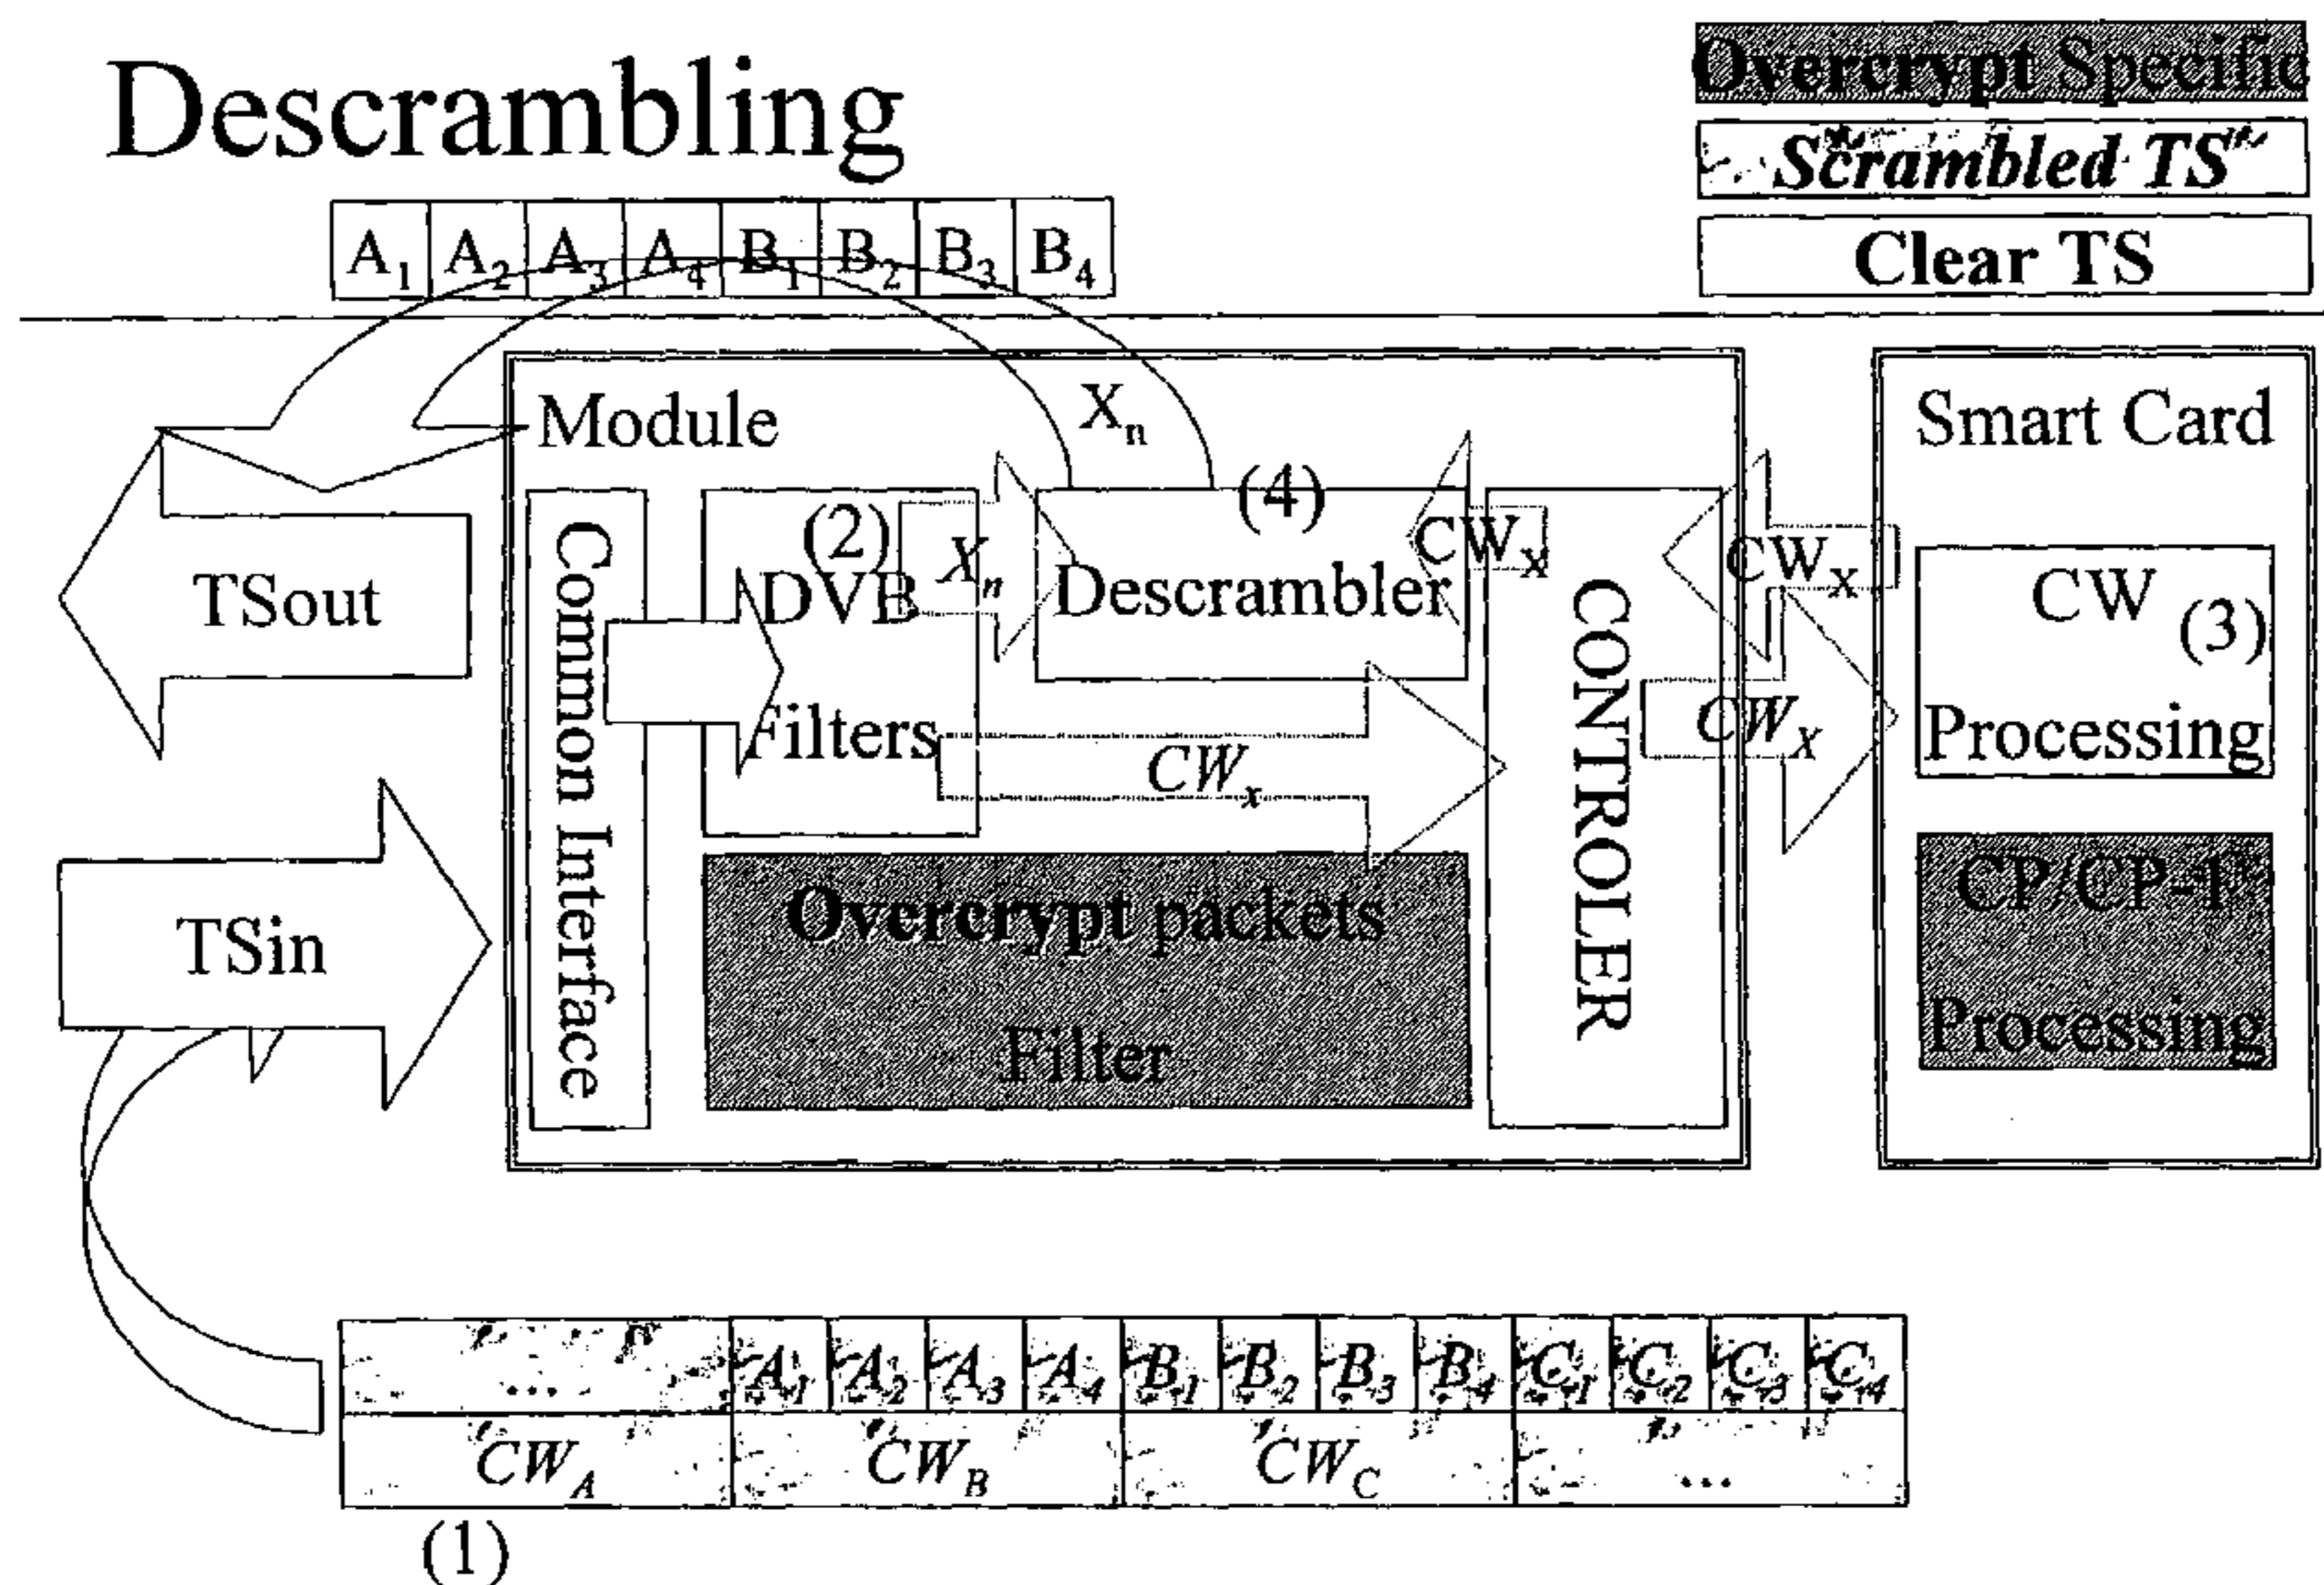 Descrambling
Overcrypt Specific
Scrambled TS
Clear TS
A1 A2 A3 A4 B1 B2 B3 B4
Module
Xn
Smart Card
(2)
(4)
TSout
Common Interface
DVB
Filters
Xn
Descrambler
CWx
CWx
CONTROLER
CW
(3)
Processing
CWx
CWX
TSin
Overcrypt packets
Filter
CP/CP-1
Processing
... A1 A2 A3 A4 B1 B2 B3 B4 C1 C2 C3 C4
CWA CWB CWC ...
(1)